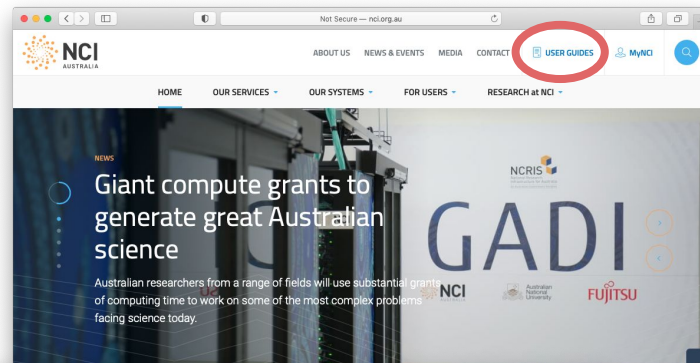 Not Secure — nci.org.au
NCI
AUSTRALIA
ABOUT US NEWS & EVENTS MEDIA CONTACT USER GUIDES MyNCI
HOME OUR SERVICES OUR SYSTEMS FOR USERS RESEARCH at NCI
NEWS
Giant compute grants to
generate great Australian
science
Australian researchers from a range of fields will use substantial grants
of computing time to work on some of the most complex problems
facing science today.
NCRIS
GADI
NCI
AUSTRALIA
Australian
National
University
FUJITSU